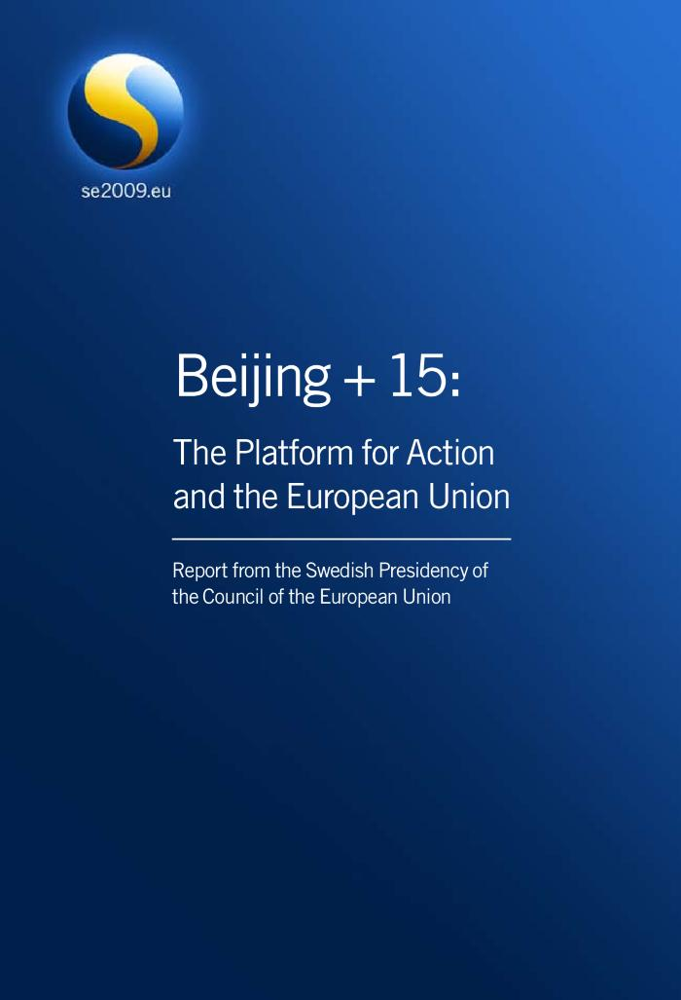 se2009.eu
Beijing + 15:
The Platform for Action
and the European Union
Report from the Swedish Presidency of
the Council of the European Union